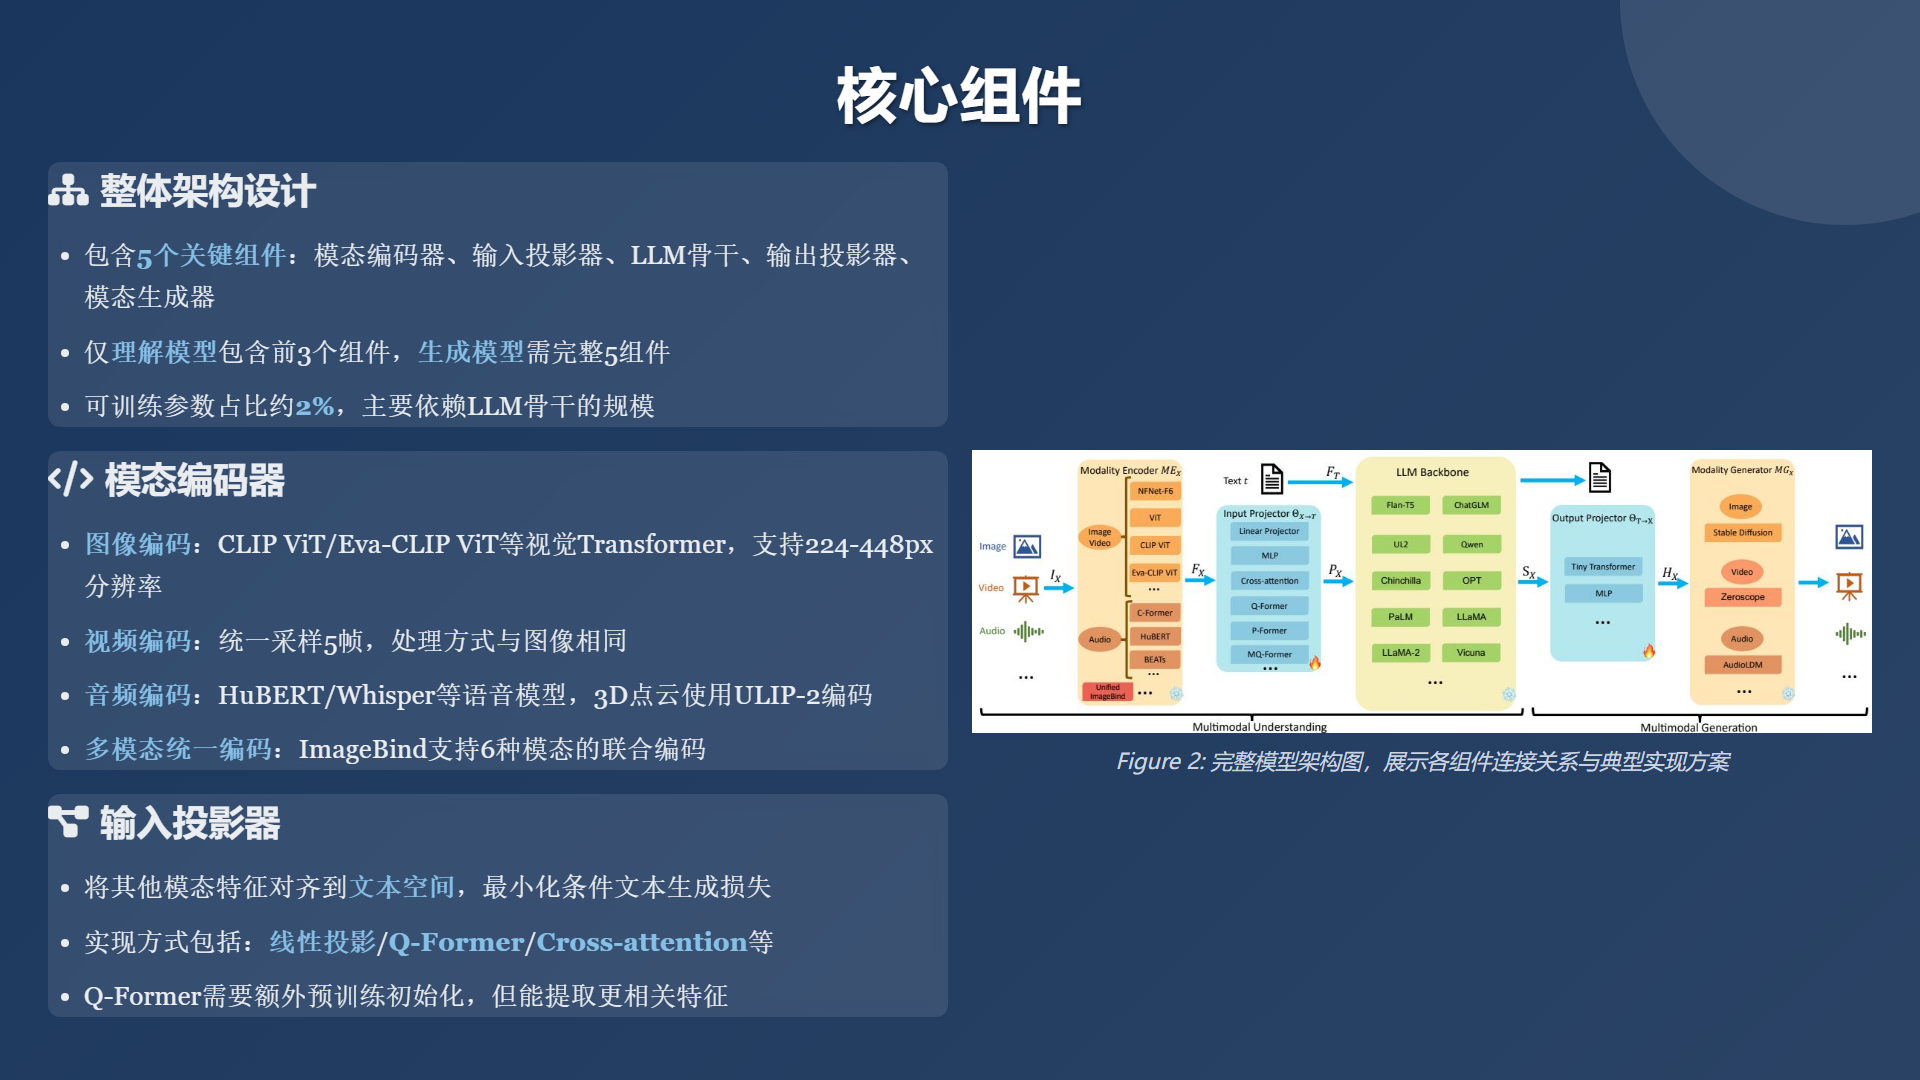 核心组件
整体架构设计
包含5个关键组件：模态编码器、输入投影器、LLM骨干、输出投影器、
模态生成器
仅理解模型包含前3个组件，生成模型需完整5组件
可训练参数占比约2%，主要依赖LLM骨干的规模
模态编码器
图像编码：CLIP ViT/Eva-CLIP ViT等视觉Transformer，支持224-448px
分辨率
视频编码：统一采样5帧，处理方式与图像相同
音频编码：HuBERT/Whisper等语音模型，3D点云使用ULIP-2编码
多模态统一编码：ImageBind支持6种模态的联合编码
输入投影器
将其他模态特征对齐到文本空间，最小化条件文本生成损失
实现方式包括：线性投影/Q-Former/Cross-attention等
Q-Former需要额外预训练初始化，但能提取更相关特征
Image
Video
Audio
...
I_X
Modality Encoder ME_X
Image
Video
NFNet-F6
ViT
CLIP ViT
Eva-CLIP ViT
...
Audio
C-Former
HuBERT
BEATs
...
Unified
ImageBind
...
F_X
Text t
F_T
Input Projector Θ_X→T
Linear Projector
MLP
Cross-attention
Q-Former
P-Former
MQ-Former
...
P_X
LLM Backbone
Flan-T5
ChatGLM
UL2
Qwen
Chinchilla
OPT
PaLM
LLaMA
LLaMA-2
Vicuna
...
S_X
Output Projector Θ_T→X
Tiny Transformer
MLP
...
H_X
Modality Generator MG_X
Image
Stable Diffusion
Video
Zeroscope
Audio
AudioLDM
...
...
Multimodal Understanding
Multimodal Generation
Figure 2: 完整模型架构图，展示各组件连接关系与典型实现方案